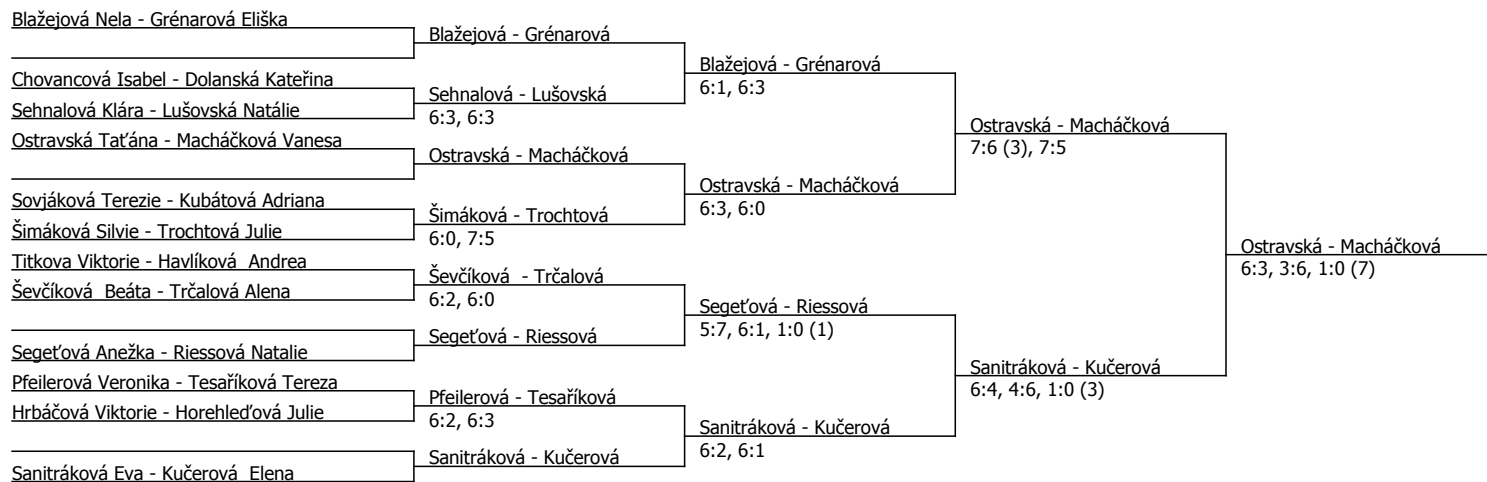 Blažejová Nela - Grénarová Eliška
Chovancová Isabel - Dolanská Kateřina
Sehnalová Klára - Lušovská Natálie
Ostravská Taťána - Macháčková Vanesa
Sovjáková Terezie - Kubátová Adriana
Šimáková Silvie - Trochtová Julie
Titkova Viktorie - Havlíková  Andrea
Ševčíková  Beáta - Trčalová Alena
Segeťová Anežka - Riessová Natalie
Pfeilerová Veronika - Tesaříková Tereza
Hrbáčová Viktorie - Horehleďová Julie
Sanitráková Eva - Kučerová  Elena
Blažejová - Grénarová
Sehnalová - Lušovská
6:3, 6:3
Ostravská - Macháčková
Šimáková - Trochtová
6:0, 7:5
Ševčíková  - Trčalová
6:2, 6:0
Segeťová - Riessová
Pfeilerová - Tesaříková
6:2, 6:3
Sanitráková - Kučerová
Blažejová - Grénarová
6:1, 6:3
Ostravská - Macháčková
6:3, 6:0
Segeťová - Riessová
5:7, 6:1, 1:0 (1)
Sanitráková - Kučerová
6:2, 6:1
Ostravská - Macháčková
7:6 (3), 7:5
Sanitráková - Kučerová
6:4, 4:6, 1:0 (3)
Ostravská - Macháčková
6:3, 3:6, 1:0 (7)